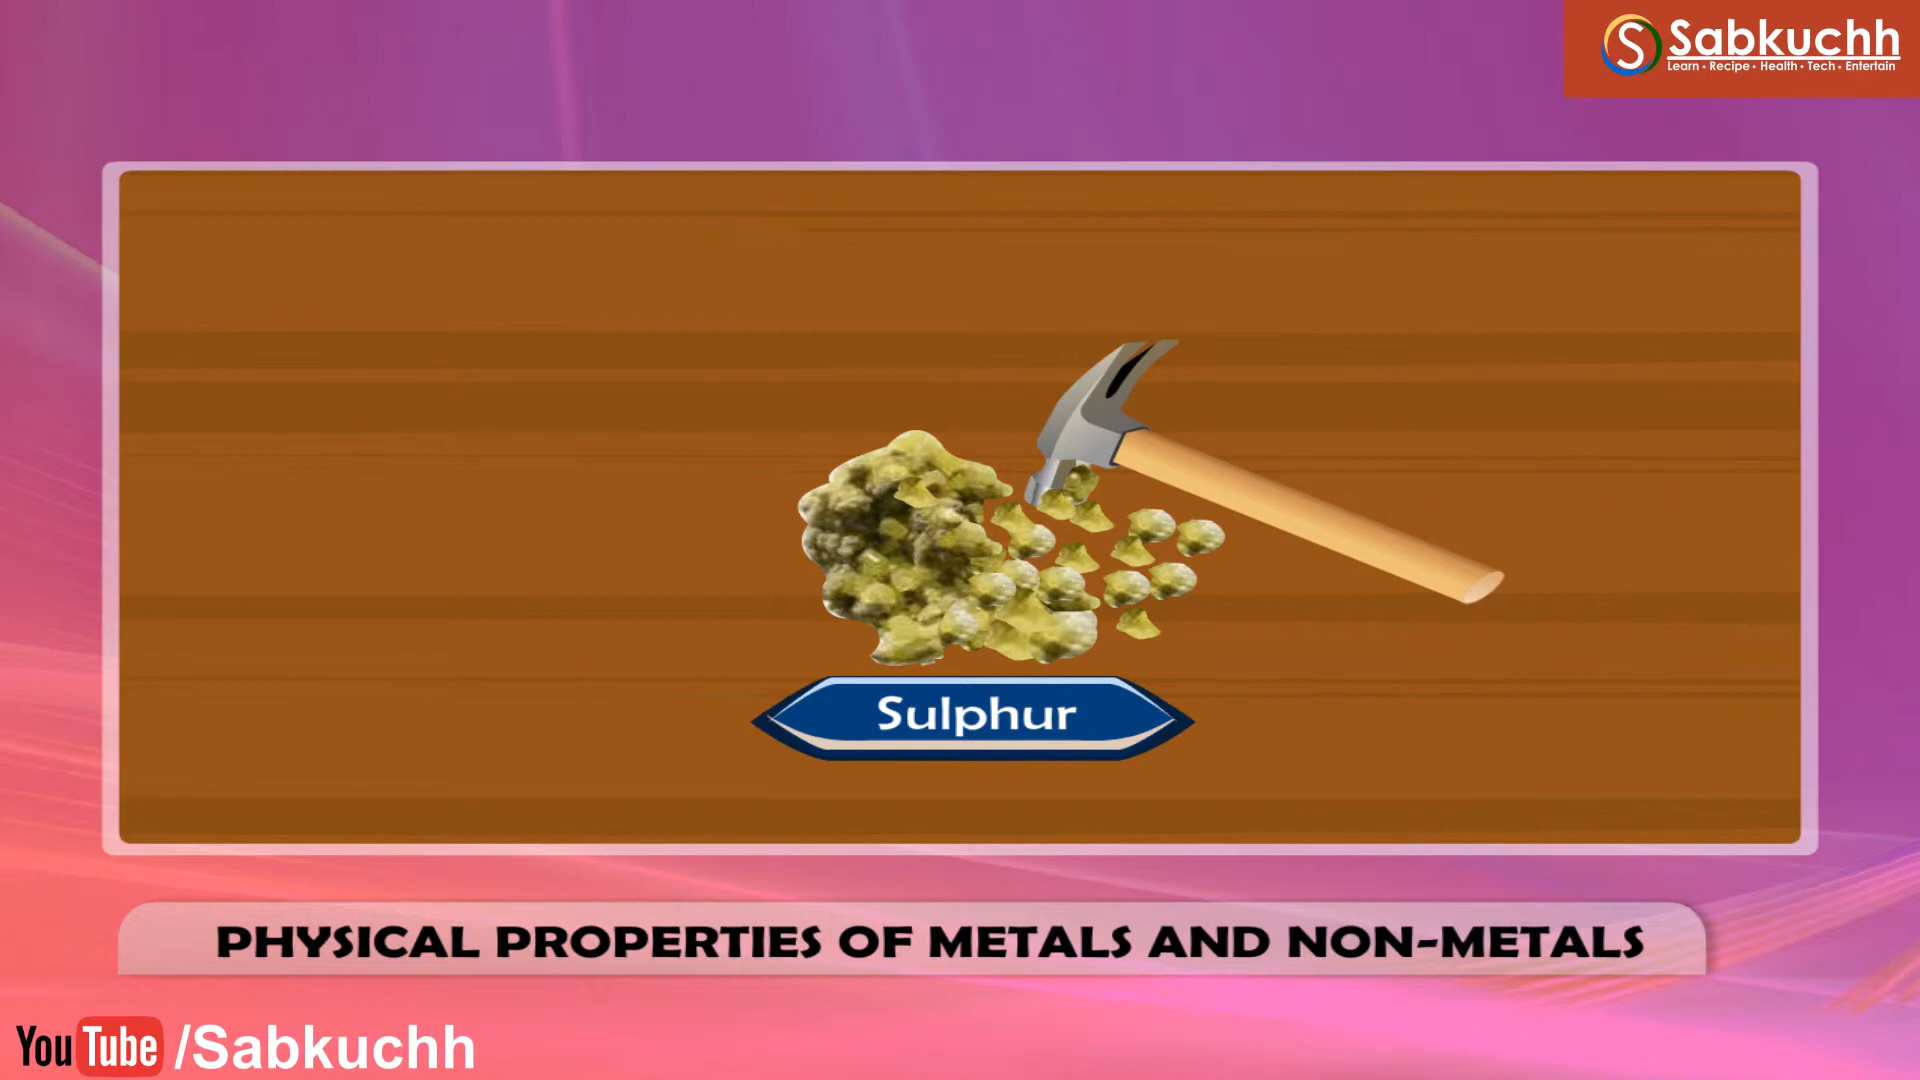 Sabkuchh
Learn • Recipe • Health • Tech • Entertain
Sulphur
PHYSICAL PROPERTIES OF METALS AND NON-METALS
YouTube /Sabkuchh